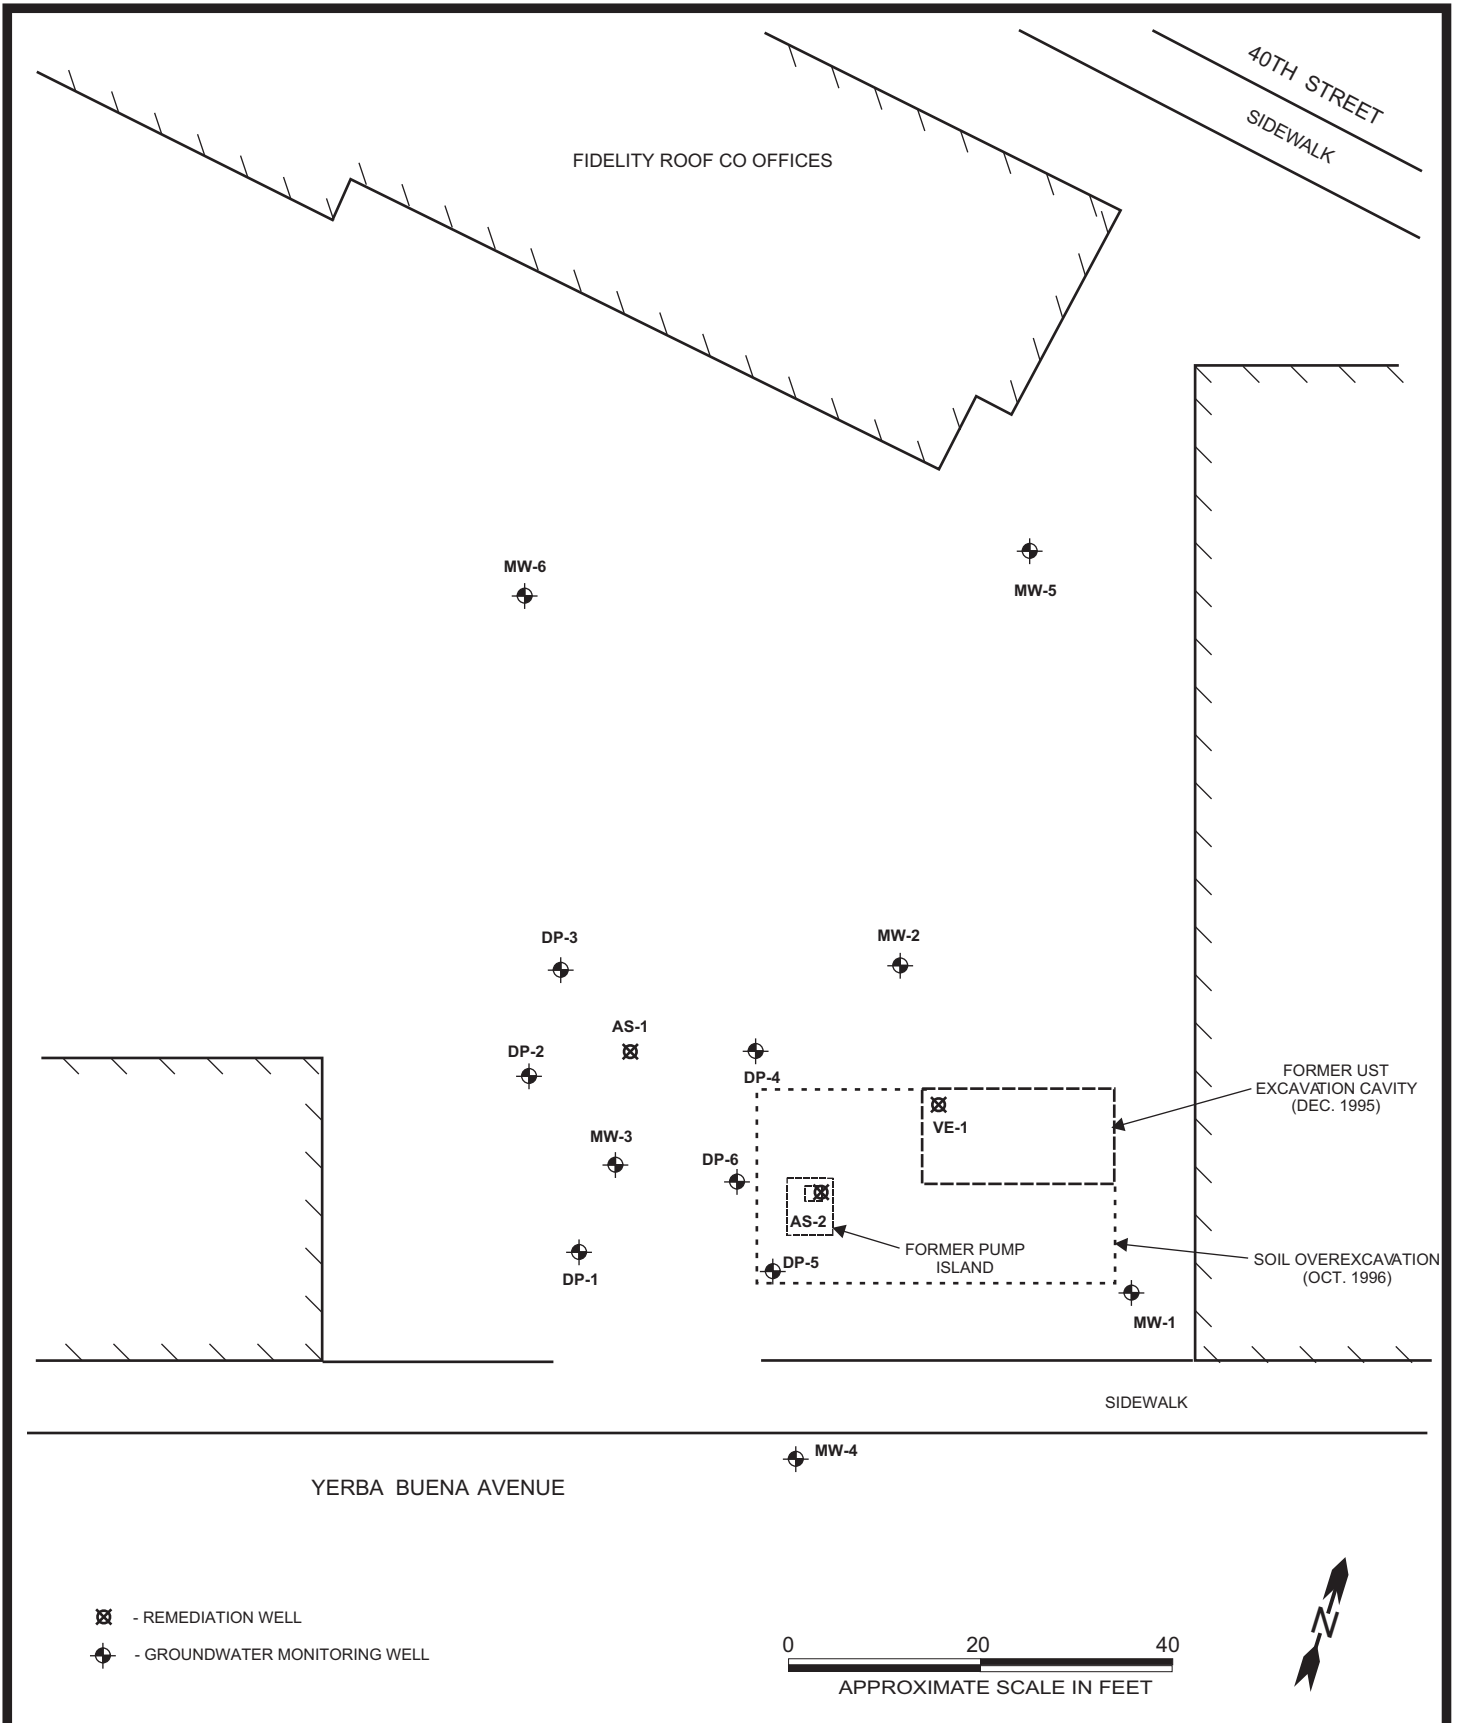 40TH STREET
SIDEWALK
FIDELITY ROOF CO OFFICES
MW-6
MW-5
DP-3
MW-2
AS-1
DP-2
DP-4
FORMER UST
EXCAVATION CAVITY
(DEC. 1995)
VE-1
MW-3
DP-6
AS-2
FORMER PUMP
ISLAND
DP-5
SOIL OVEREXCAVATION
(OCT. 1996)
DP-1
MW-1
SIDEWALK
MW-4
YERBA BUENA AVENUE
- REMEDIATION WELL
- GROUNDWATER MONITORING WELL
0 20 40
APPROXIMATE SCALE IN FEET
N